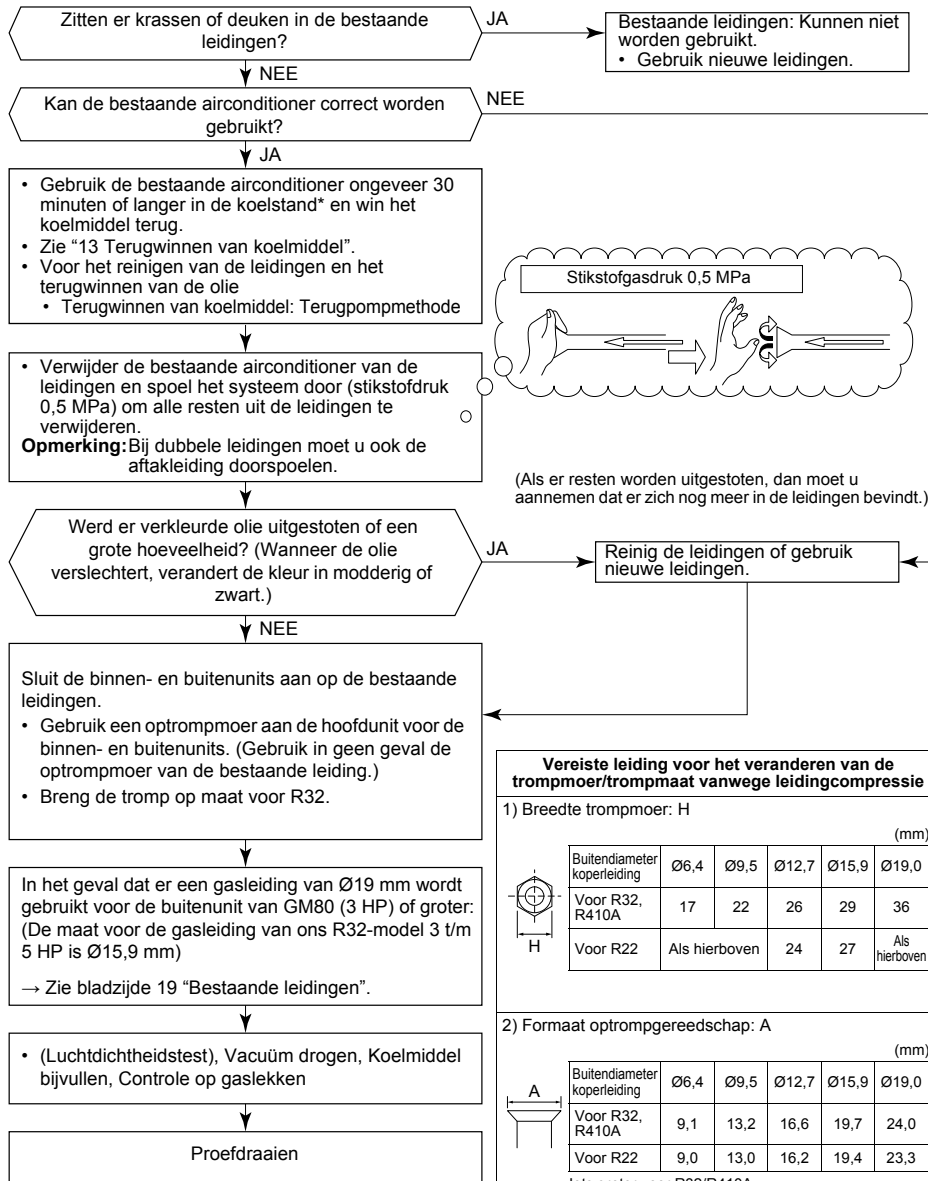 Zitten er krassen of deuken in de bestaande
leidingen?
JA
Bestaande leidingen: Kunnen niet
worden gebruikt.
• Gebruik nieuwe leidingen.
NEE
Kan de bestaande airconditioner correct worden
gebruikt?
NEE
JA
• Gebruik de bestaande airconditioner ongeveer 30
minuten of langer in de koelstand* en win het
koelmiddel terug.
• Zie “13 Terugwinnen van koelmiddel”.
• Voor het reinigen van de leidingen en het
terugwinnen van de olie
• Terugwinnen van koelmiddel: Terugpompmethode
Stikstofgasdruk 0,5 MPa
• Verwijder de bestaande airconditioner van de
leidingen en spoel het systeem door (stikstofdruk
0,5 MPa) om alle resten uit de leidingen te
verwijderen.
Opmerking: Bij dubbele leidingen moet u ook de
aftakleiding doorspoelen.
(Als er resten worden uitgestoten, dan moet u
aannemen dat er zich nog meer in de leidingen bevindt.)
Werd er verkleurde olie uitgestoten of een
grote hoeveelheid? (Wanneer de olie
verslechtert, verandert de kleur in modderig of
zwart.)
JA
Reinig de leidingen of gebruik
nieuwe leidingen.
NEE
Sluit de binnen- en buitenunits aan op de bestaande
leidingen.
• Gebruik een optrompmoer aan de hoofdunit voor de
binnen- en buitenunits. (Gebruik in geen geval de
optrompmoer van de bestaande leiding.)
• Breng de tromp op maat voor R32.
In het geval dat er een gasleiding van Ø19 mm wordt
gebruikt voor de buitenunit van GM80 (3 HP) of groter:
(De maat voor de gasleiding van ons R32-model 3 t/m
5 HP is Ø15,9 mm)
→ Zie bladzijde 19 “Bestaande leidingen”.
• (Luchtdichtheidstest), Vacuüm drogen, Koelmiddel
bijvullen, Controle op gaslekken
Proefdraaien
Vereiste leiding voor het veranderen van de
trompmoer/trompmaat vanwege leidingcompressie
1) Breedte trompmoer: H
(mm)
H
Buitendiameter koperleiding Ø6,4 Ø9,5 Ø12,7 Ø15,9 Ø19,0
Voor R32, R410A 17 22 26 29 36
Voor R22 Als hierboven 24 27 Als hierboven
2) Formaat optrompgereedschap: A
(mm)
A
Buitendiameter koperleiding Ø6,4 Ø9,5 Ø12,7 Ø15,9 Ø19,0
Voor R32, R410A 9,1 13,2 16,6 19,7 24,0
Voor R22 9,0 13,0 16,2 19,4 23,3